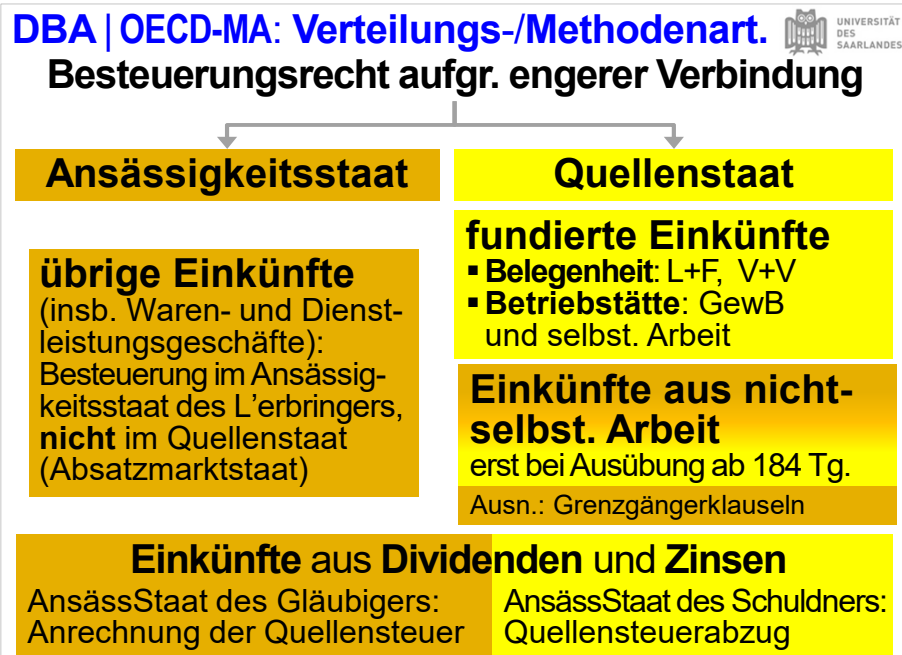 DBA | OECD-MA: Verteilungs-/Methodenart.
UNIVERSITÄT
DES
SAARLANDES
Besteuerungsrecht aufgr. engerer Verbindung
Ansässigkeitsstaat
übrige Einkünfte
(insb. Waren- und Dienst-
leistungsgeschäfte):
Besteuerung im Ansässig-
keitsstaat des L'erbringers,
nicht im Quellenstaat
(Absatzmarktstaat)
Quellenstaat
fundierte Einkünfte
▪ Belegenheit: L+F, V+V
▪ Betriebstätte: GewB
und selbst. Arbeit
Einkünfte aus nicht-
selbst. Arbeit
erst bei Ausübung ab 184 Tg.
Ausn.: Grenzgängerklauseln
Einkünfte aus Dividenden und Zinsen
AnsässStaat des Gläubigers:
Anrechnung der Quellensteuer
AnsässStaat des Schuldners:
Quellensteuerabzug